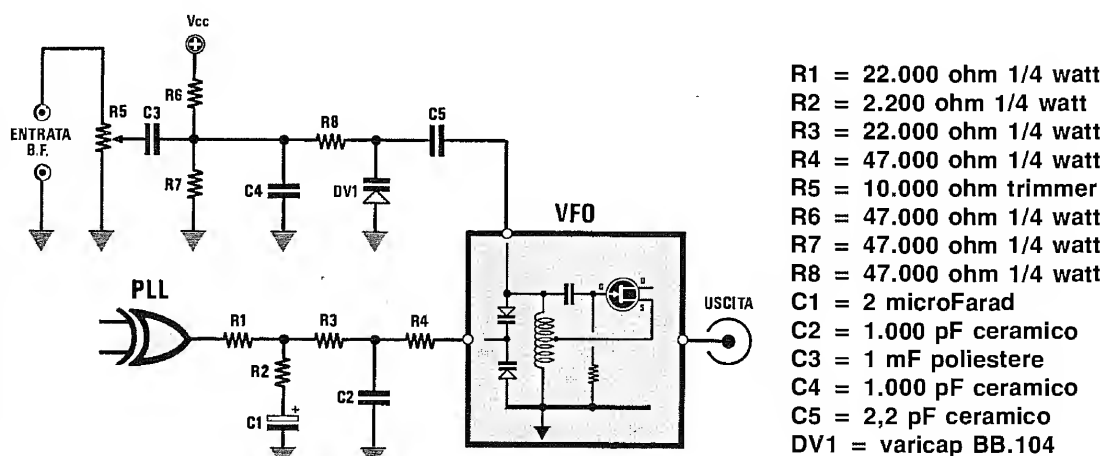 Vcc
R6
R5
C3
ENTRATA
B.F.
R7
C4
R8
DV1
C5
VFO
G
D
S
USCITA
PLL
R1
R2
C1
+
R3
C2
R4
R1 = 22.000 ohm 1/4 watt
R2 = 2.200 ohm 1/4 watt
R3 = 22.000 ohm 1/4 watt
R4 = 47.000 ohm 1/4 watt
R5 = 10.000 ohm trimmer
R6 = 47.000 ohm 1/4 watt
R7 = 47.000 ohm 1/4 watt
R8 = 47.000 ohm 1/4 watt
C1 = 2 microFarad
C2 = 1.000 pF ceramico
C3 = 1 mF poliestere
C4 = 1.000 pF ceramico
C5 = 2,2 pF ceramico
DV1 = varicap BB.104